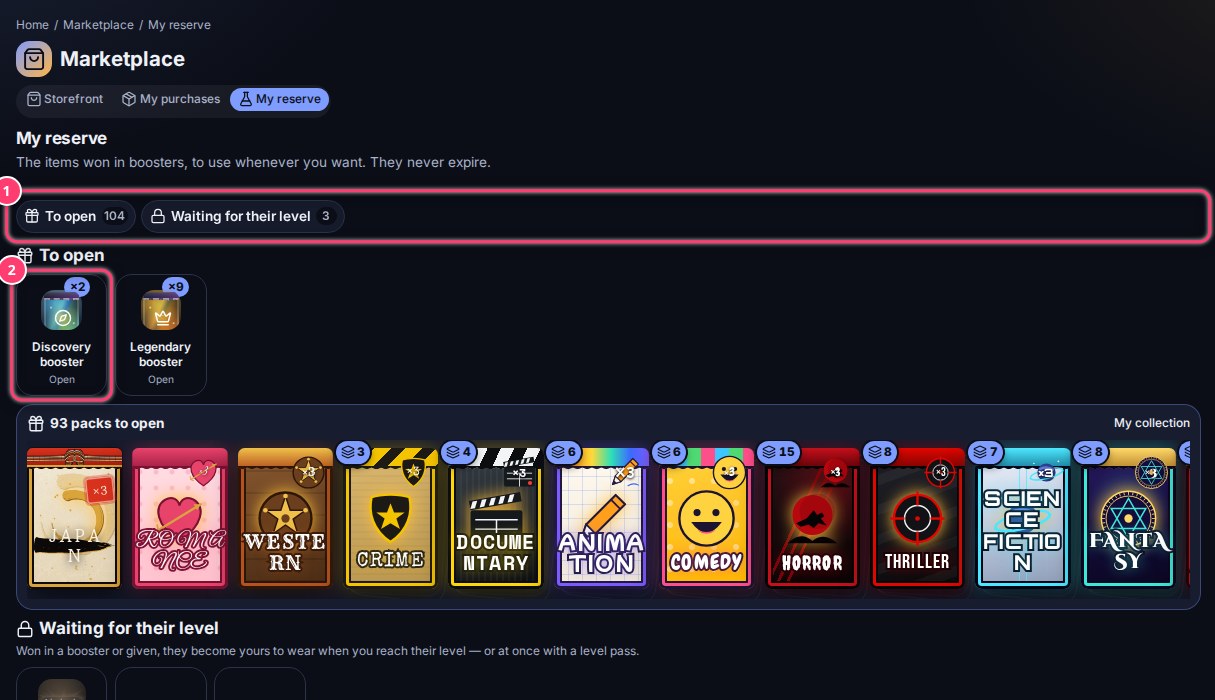 Home / Marketplace / My reserve
Marketplace
Storefront
My purchases
My reserve
My reserve
The items won in boosters, to use whenever you want. They never expire.
1
To open 104
Waiting for their level 3
To open
2
×2
Discovery
booster
Open
×9
Legendary
booster
Open
93 packs to open
My collection
×3
JAPA
N
×3
ROMA
NCE
×3
WESTE
RN
3
×3
CRIME
4
×3
DOCUME
NTARY
6
×3
ANIMA
TION
6
×3
COMEDY
15
×3
HORROR
8
×3
THRILLER
7
×3
SCIEN
CE
FICTIO
N
8
×3
FANTA
SY
Waiting for their level
Won in a booster or given, they become yours to wear when you reach their level — or at once with a level pass.